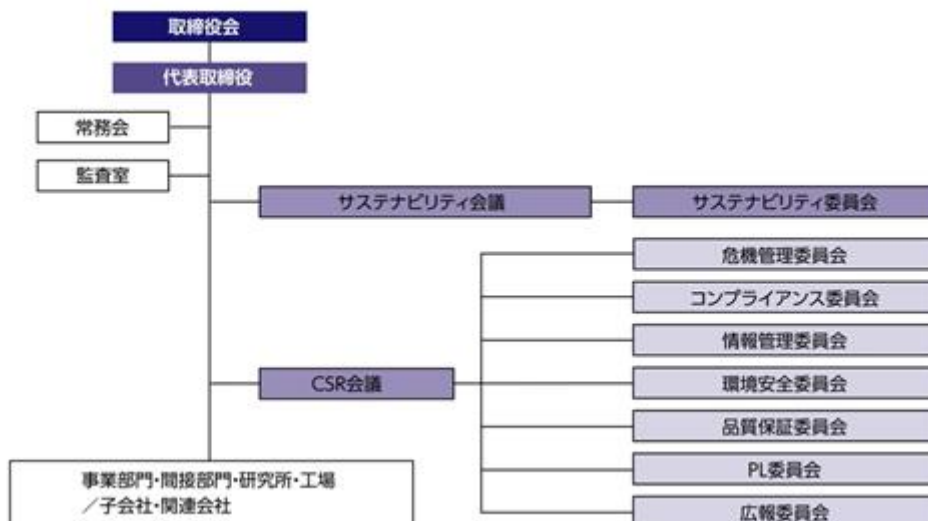 取締役会
代表取締役
常務会
監査室
サステナビリティ会議
サステナビリティ委員会
危機管理委員会
コンプライアンス委員会
情報管理委員会
CSR会議
環境安全委員会
品質保証委員会
PL委員会
広報委員会
事業部門・間接部門・研究所・工場
／子会社・関連会社